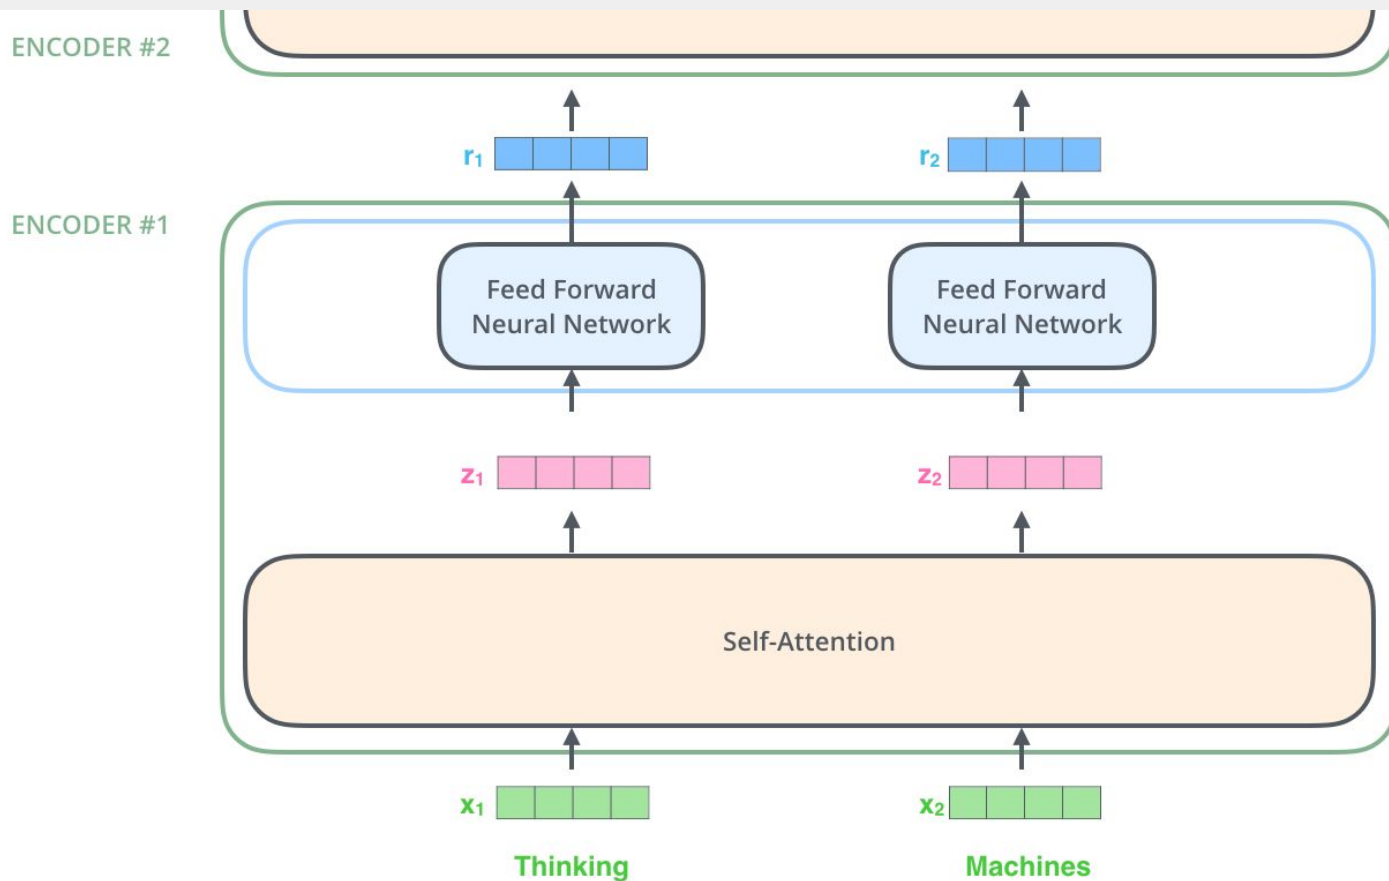 ENCODER #2
r₁
r₂
ENCODER #1
Feed Forward
Neural Network
Feed Forward
Neural Network
z₁
z₂
Self-Attention
x₁
x₂
Thinking
Machines